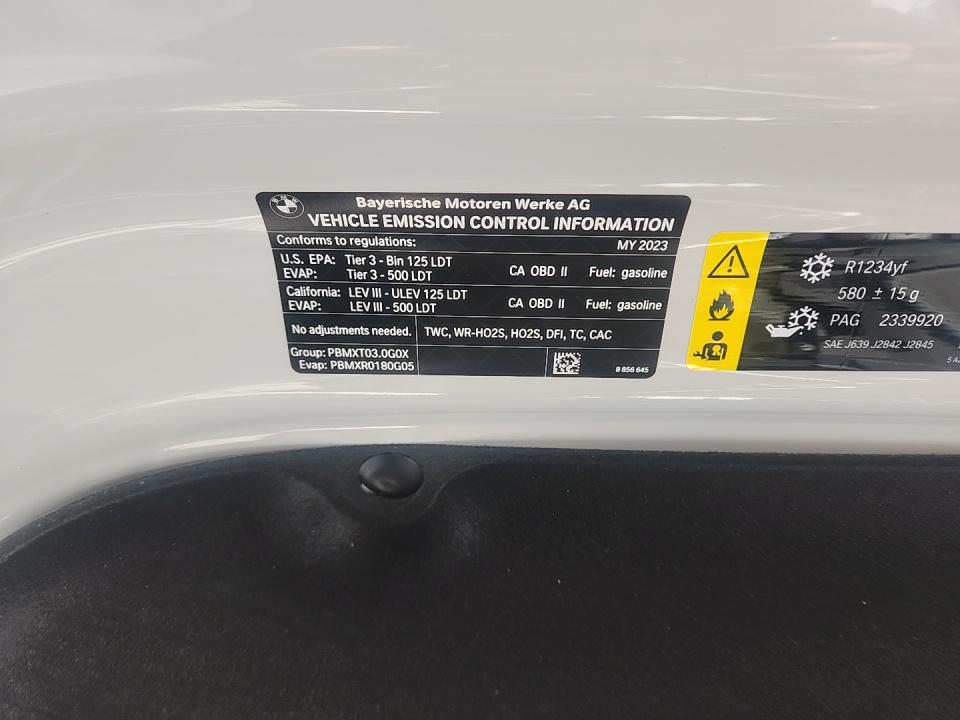 Bayerische Motoren Werke AG
VEHICLE EMISSION CONTROL INFORMATION
Conforms to regulations: MY 2023
U.S. EPA: Tier 3 - Bin 125 LDT
EVAP: Tier 3 - 500 LDT
CA OBD II Fuel: gasoline
California: LEV III - ULEV 125 LDT
EVAP: LEV III - 500 LDT
CA OBD II Fuel: gasoline
No adjustments needed. TWC, WR-HO2S, HO2S, DFI, TC, CAC
Group: PBMXT03.0G0X
Evap: PBMXR0180G05
8 856 645
R1234yf
580 ± 15 g
PAG 2339920
SAE J639 J2842 J2845